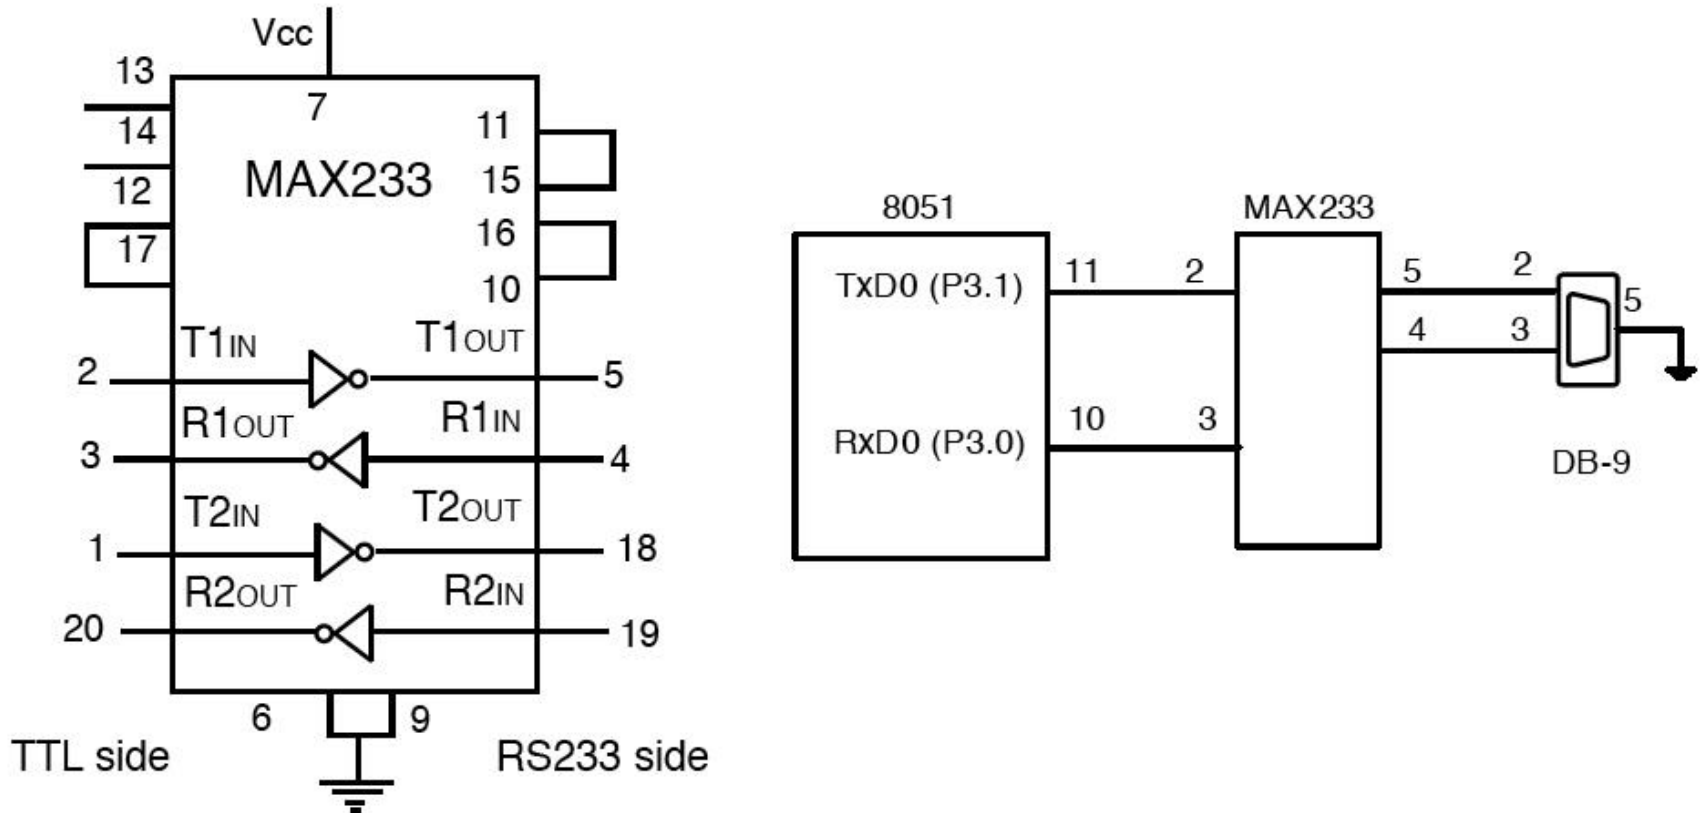 Vcc
13
7
14
11
MAX233
15
12
16
17
10
T1IN
T1OUT
2
5
R1OUT
R1IN
3
4
T2IN
T2OUT
1
18
R2OUT
R2IN
20
19
6
9
TTL side
RS233 side
8051
MAX233
TxD0 (P3.1)
11
2
5
2
5
4
3
RxD0 (P3.0)
10
3
DB-9